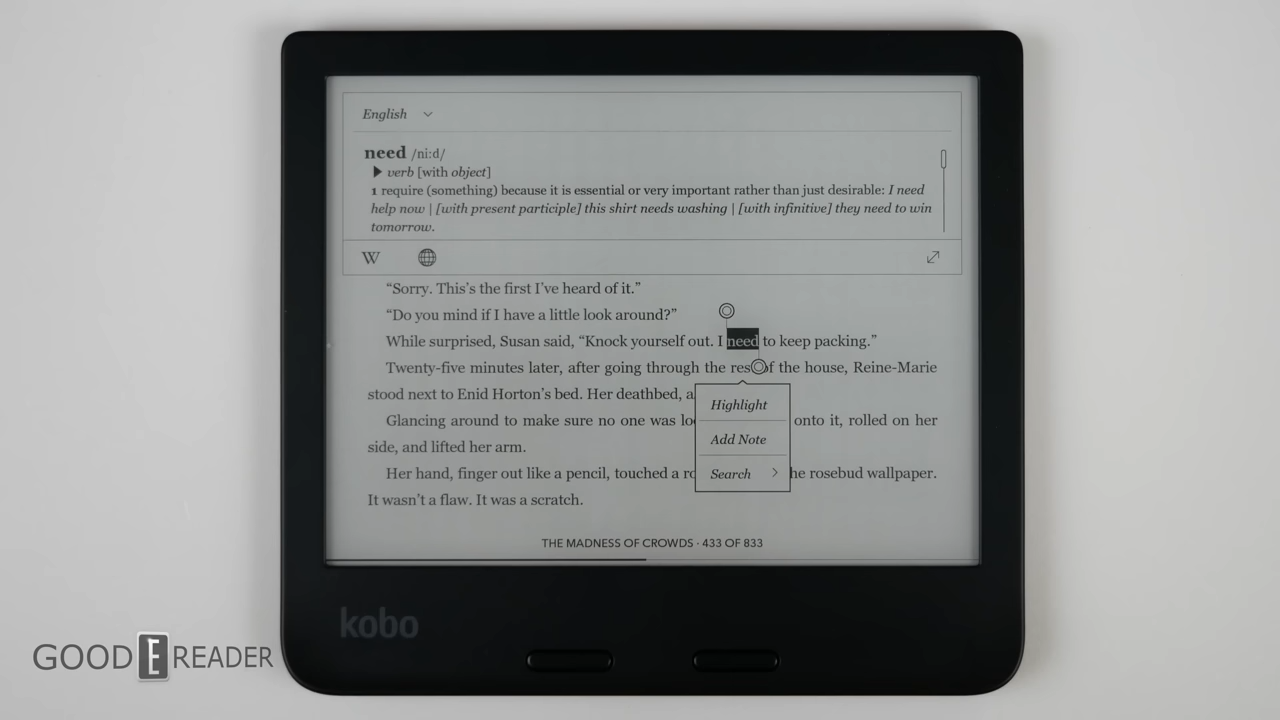 English
need /ni:d/
▶ verb [with object]
1 require (something) because it is essential or very important rather than just desirable: I need
help now | [with present participle] this shirt needs washing | [with infinitive] they need to win
tomorrow.
W
“Sorry. This’s the first I’ve heard of it.”
“Do you mind if I have a little look around?”
While surprised, Susan said, “Knock yourself out. I need to keep packing.”
Twenty-five minutes later, after going through the res of the house, Reine-Marie
stood next to Enid Horton’s bed. Her deathbed, a
Glancing around to make sure no one was lo onto it, rolled on her
side, and lifted her arm.
Her hand, finger out like a pencil, touched a ro he rosebud wallpaper.
It wasn’t a flaw. It was a scratch.
Highlight
Add Note
Search
THE MADNESS OF CROWDS · 433 OF 833
kobo
GOOD E READER